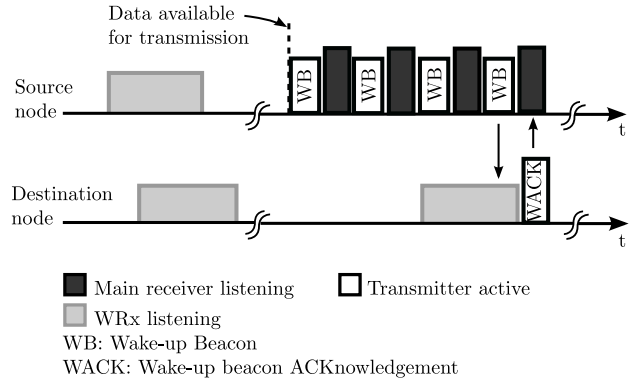 Data available
for transmission
WB
WB
WB
WB
Source
node
t
WACK
Destination
node
t
Main receiver listening
Transmitter active
WRx listening
WB: Wake-up Beacon
WACK: Wake-up beacon ACKnowledgement